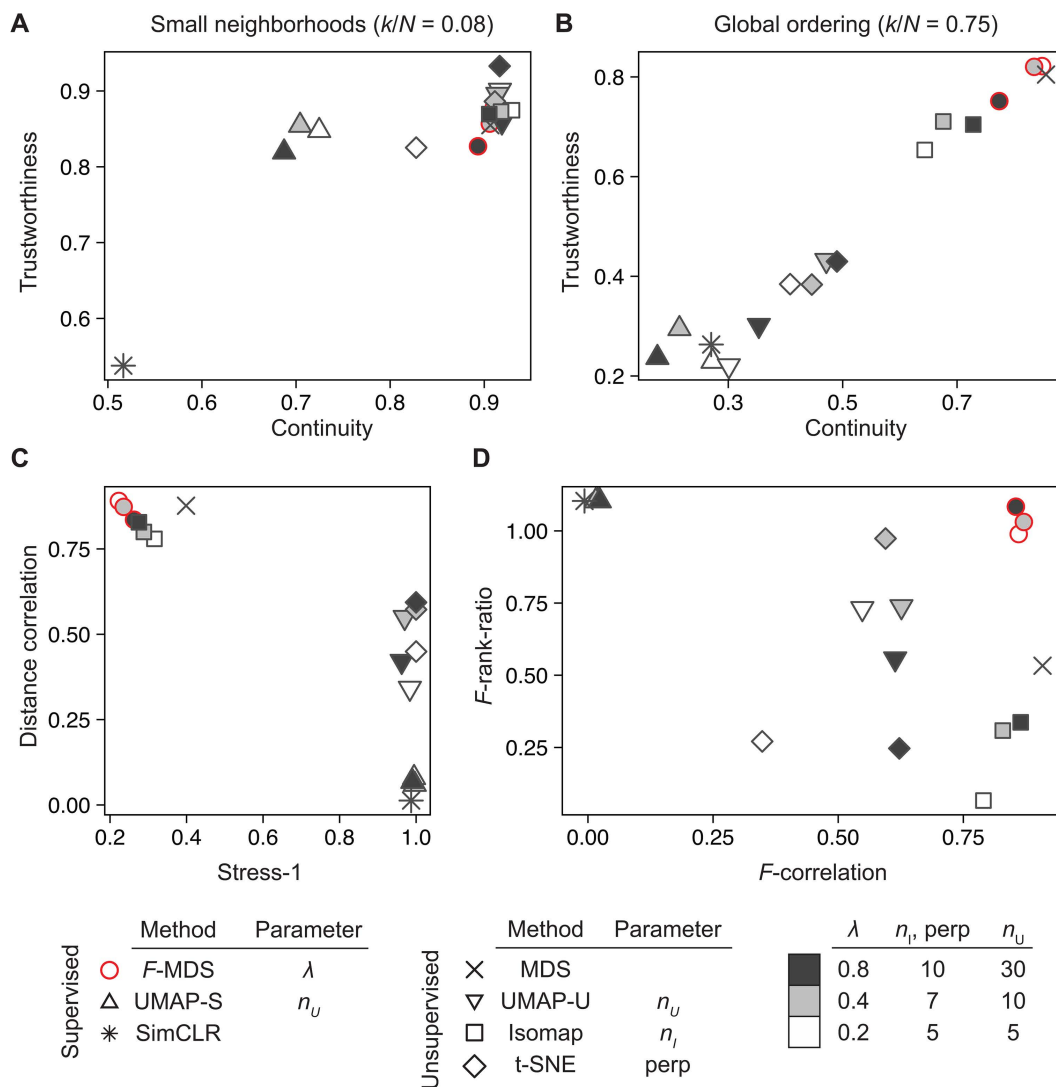 A Small neighborhoods (k/N = 0.08)
Trustworthiness
0.9
0.8
0.7
0.6
0.5 0.6 0.7 0.8 0.9
Continuity
B Global ordering (k/N = 0.75)
Trustworthiness
0.8
0.6
0.4
0.2
0.3 0.5 0.7
Continuity
C
Distance correlation
0.75
0.50
0.25
0.00
0.2 0.4 0.6 0.8 1.0
Stress-1
D
F-rank-ratio
1.00
0.75
0.50
0.25
0.00 0.25 0.50 0.75
F-correlation
Supervised
Method Parameter
F-MDS λ
UMAP-S n_U
SimCLR
Unsupervised
Method Parameter
MDS
UMAP-U n_U
Isomap n_I
t-SNE perp
λ n_I, perp n_U
0.8 10 30
0.4 7 10
0.2 5 5